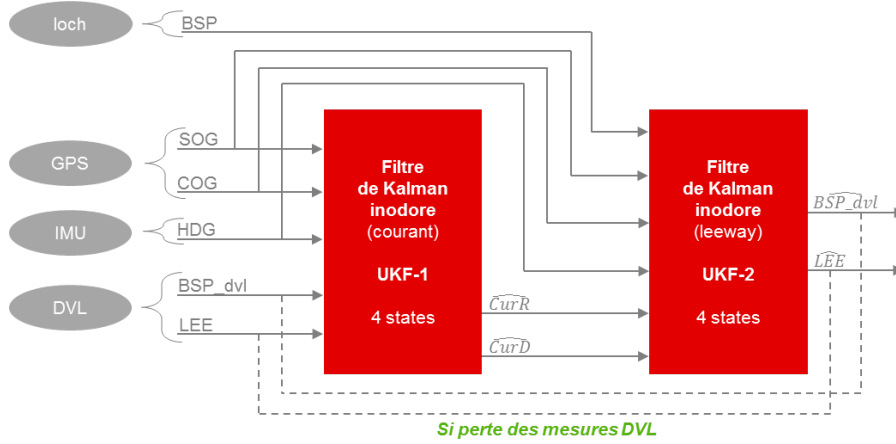 loch
BSP
GPS
SOG
COG
IMU
HDG
DVL
BSP_dvl
LEE
Filtre
de Kalman
inodore
(courant)
UKF-1
4 states
CurR
CurD
Filtre
de Kalman
inodore
(leeway)
UKF-2
4 states
BSP_dvl
LEE
Si perte des mesures DVL